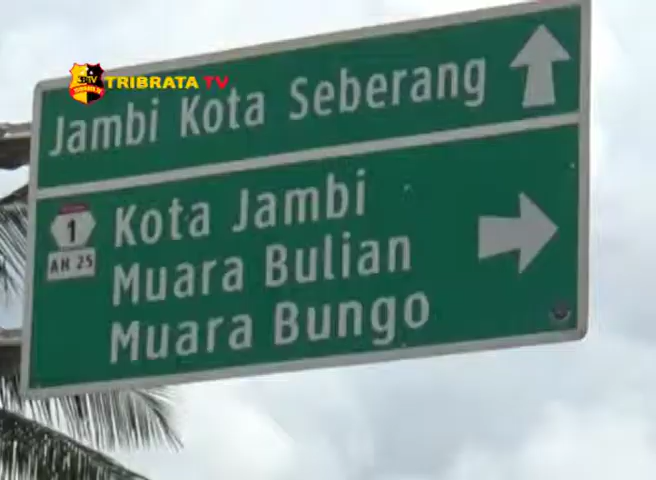 TRIBRATA TV
Jambi Kota Seberang
1
AH 25
Kota Jambi
Muara Bulian
Muara Bungo